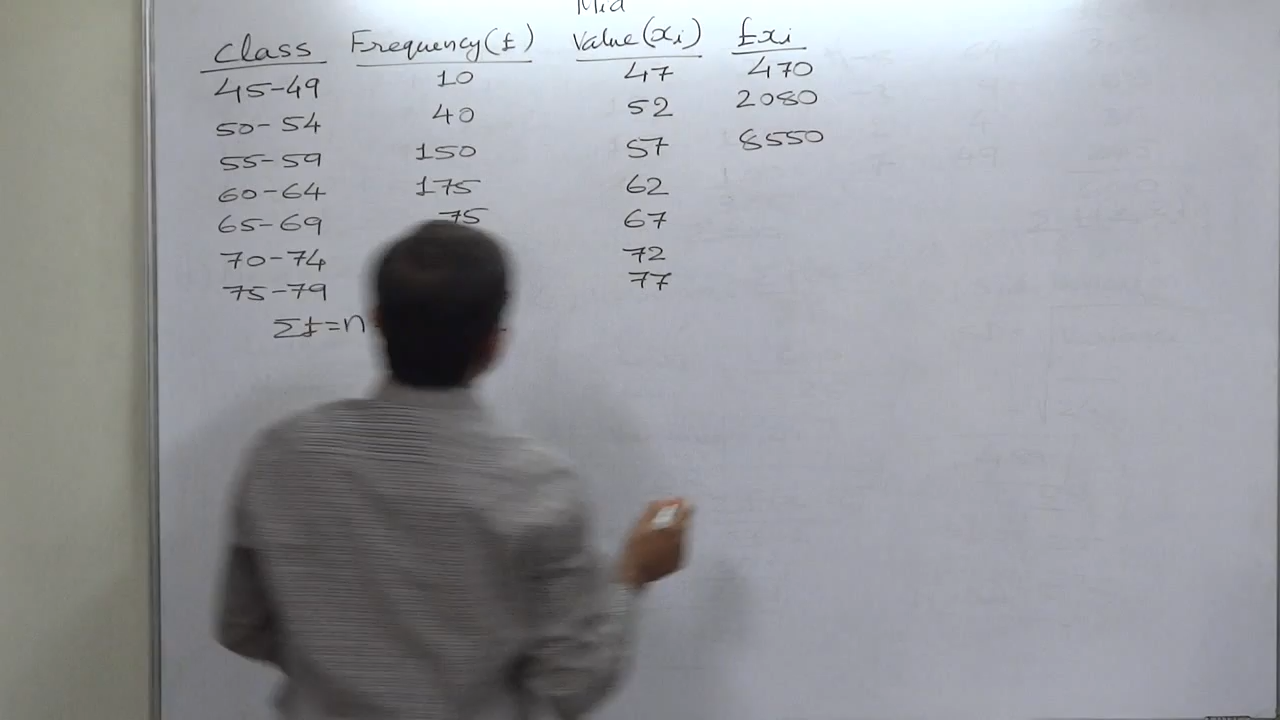 Mid
Class Frequency(f) Value(xi) fxi
45-49 10 47 470
50-54 40 52 2080
55-59 150 57 8550
60-64 175 62
65-69 75 67
70-74 72
75-79 77
Σf=n